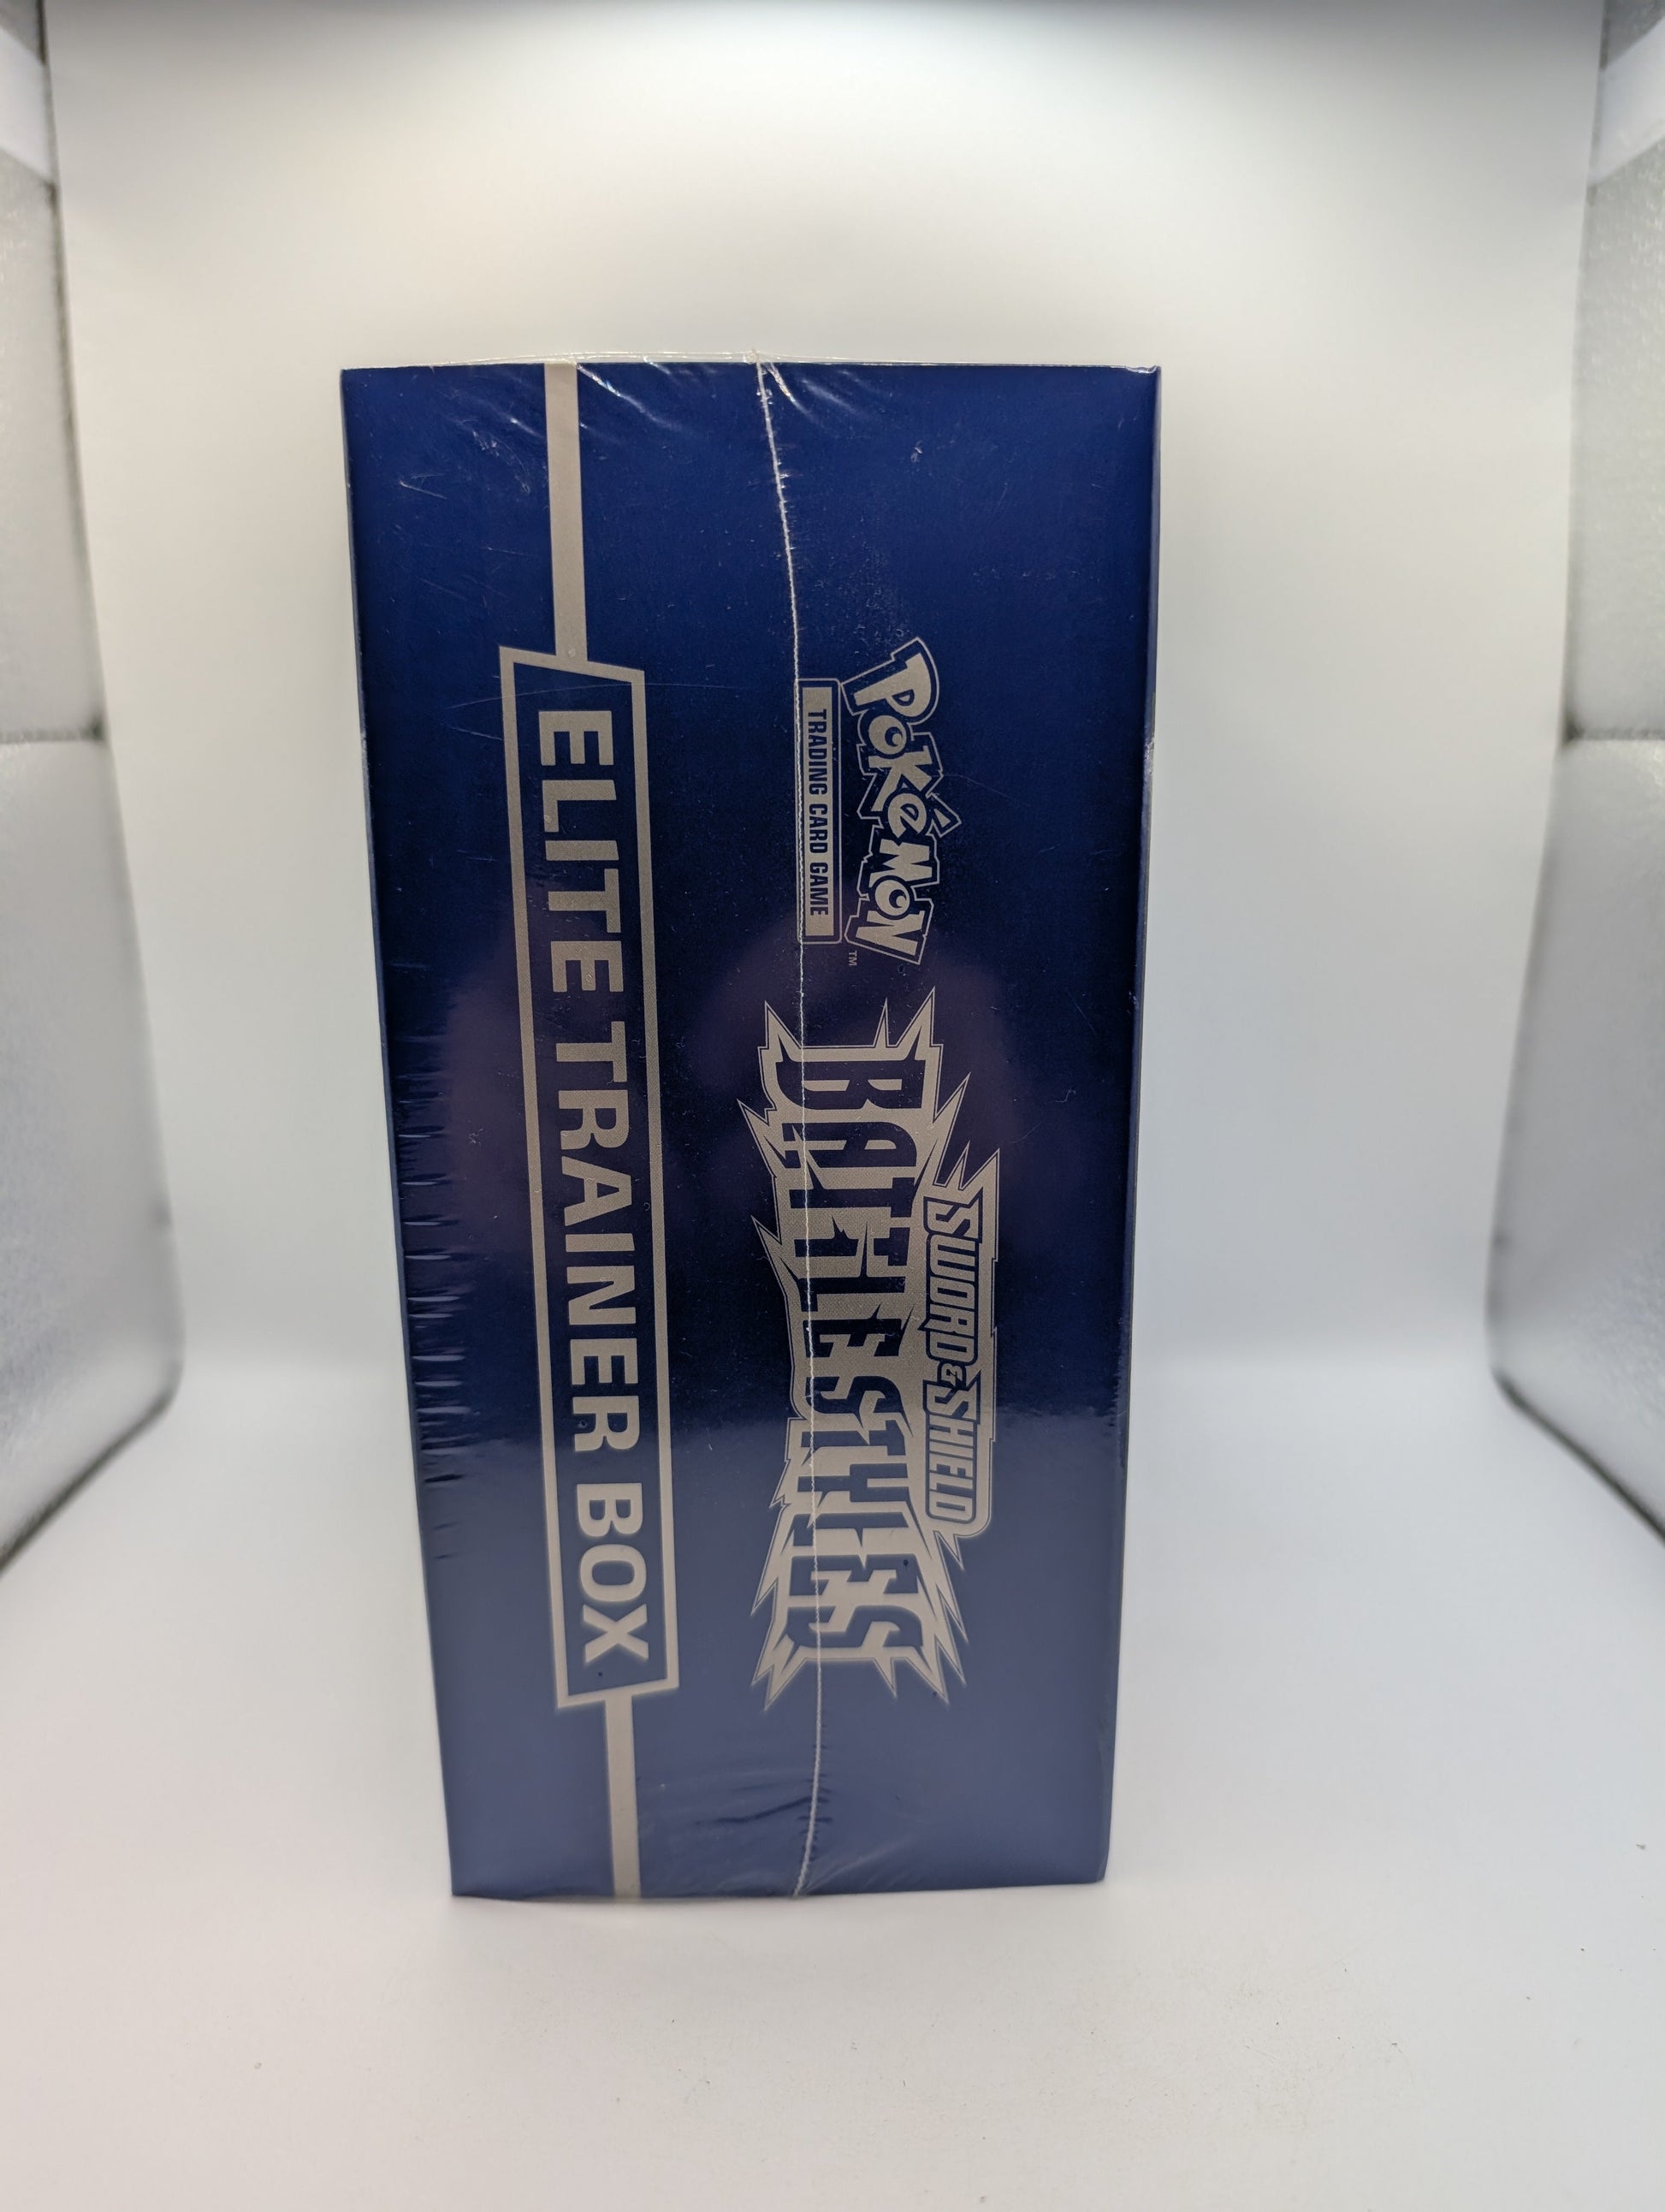 Pokémon
TM
TRADING CARD GAME
SWORD & SHIELD
BATTLE STYLES
ELITE TRAINER BOX